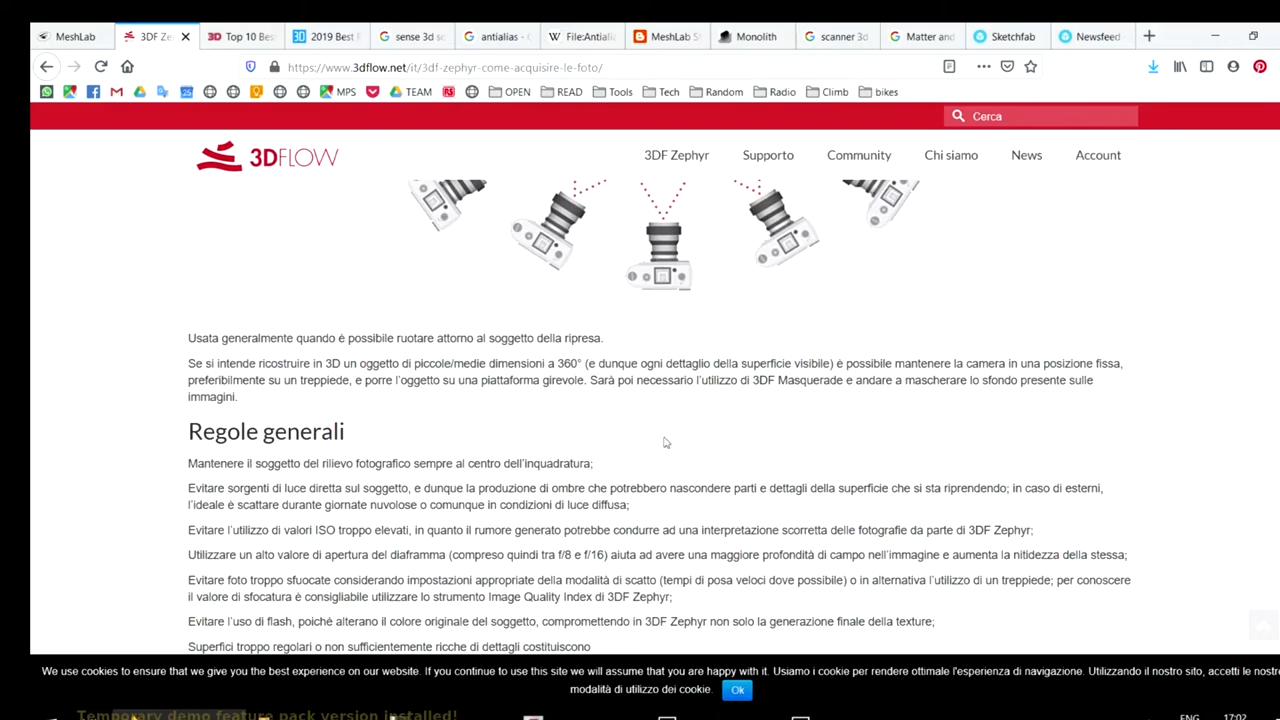 MeshLab
3DF Ze
Top 10 Bes
2019 Best
sense 3d sc
antialias -
File:Antiali
MeshLab S
Monolith
scanner 3d
Matter and
Sketchfab
Newsfeed
https://www.3dflow.net/it/3df-zephyr-come-acquisire-le-foto/
MPS
TEAM
OPEN
READ
Tools
Tech
Random
Radio
Climb
bikes
Cerca
3DFLOW
3DF Zephyr
Supporto
Community
Chi siamo
News
Account
Usata generalmente quando è possibile ruotare attorno al soggetto della ripresa.
Se si intende ricostruire in 3D un oggetto di piccole/medie dimensioni a 360° (e dunque ogni dettaglio della superficie visibile) è possibile mantenere la camera in una posizione fissa,
preferibilmente su un treppiede, e porre l'oggetto su una piattaforma girevole. Sarà poi necessario l'utilizzo di 3DF Masquerade e andare a mascherare lo sfondo presente sulle
immagini.
Regole generali
Mantenere il soggetto del rilievo fotografico sempre al centro dell'inquadratura;
Evitare sorgenti di luce diretta sul soggetto, e dunque la produzione di ombre che potrebbero nascondere parti e dettagli della superficie che si sta riprendendo; in caso di esterni,
l'ideale è scattare durante giornate nuvolose o comunque in condizioni di luce diffusa;
Evitare l'utilizzo di valori ISO troppo elevati, in quanto il rumore generato potrebbe condurre ad una interpretazione scorretta delle fotografie da parte di 3DF Zephyr;
Utilizzare un alto valore di apertura del diaframma (compreso quindi tra f/8 e f/16) aiuta ad avere una maggiore profondità di campo nell'immagine e aumenta la nitidezza della stessa;
Evitare foto troppo sfuocate considerando impostazioni appropriate della modalità di scatto (tempi di posa veloci dove possibile) o in alternativa l'utilizzo di un treppiede; per conoscere
il valore di sfocatura è consigliabile utilizzare lo strumento Image Quality Index di 3DF Zephyr;
Evitare l'uso di flash, poiché alterano il colore originale del soggetto, compromettendo in 3DF Zephyr non solo la generazione finale della texture;
Superfici troppo regolari o non sufficientemente ricche di dettagli costituiscono
We use cookies to ensure that we give you the best experience on our website. If you continue to use this site we will assume that you are happy with it. Usiamo i cookie per rendere ottimale l'esperienza di navigazione. Utilizzando il nostro sito, accetti le nostre
modalità di utilizzo dei cookie.
Ok
Temporary demo feature pack version installed!
ENG
17:02